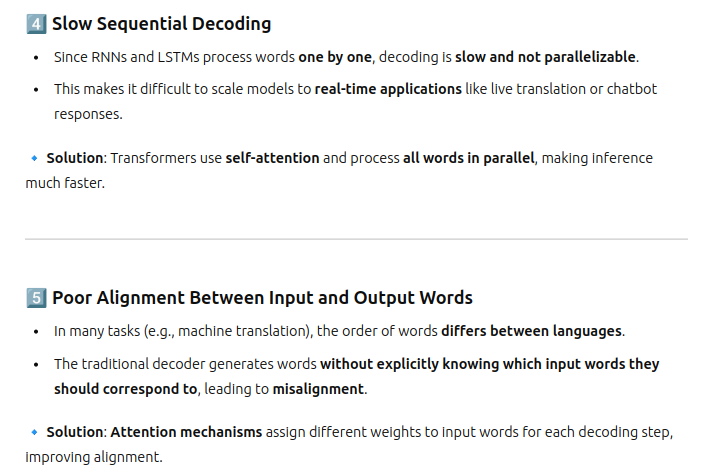 4️⃣ Slow Sequential Decoding
• Since RNNs and LSTMs process words one by one, decoding is slow and not parallelizable.
• This makes it difficult to scale models to real-time applications like live translation or chatbot
responses.
🔹 Solution: Transformers use self-attention and process all words in parallel, making inference
much faster.
5️⃣ Poor Alignment Between Input and Output Words
• In many tasks (e.g., machine translation), the order of words differs between languages.
• The traditional decoder generates words without explicitly knowing which input words they
should correspond to, leading to misalignment.
🔹 Solution: Attention mechanisms assign different weights to input words for each decoding step,
improving alignment.